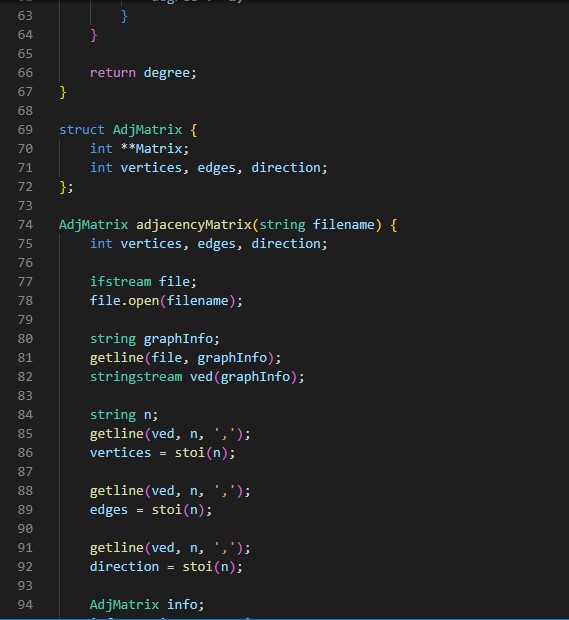 63 }
64 }
65
66 return degree;
67 }
68
69 struct AdjMatrix {
70 int **Matrix;
71 int vertices, edges, direction;
72 };
73
74 AdjMatrix adjacencyMatrix(string filename) {
75 int vertices, edges, direction;
76
77 ifstream file;
78 file.open(filename);
79
80 string graphInfo;
81 getline(file, graphInfo);
82 stringstream ved(graphInfo);
83
84 string n;
85 getline(ved, n, ',');
86 vertices = stoi(n);
87
88 getline(ved, n, ',');
89 edges = stoi(n);
90
91 getline(ved, n, ',');
92 direction = stoi(n);
93
94 AdjMatrix info;